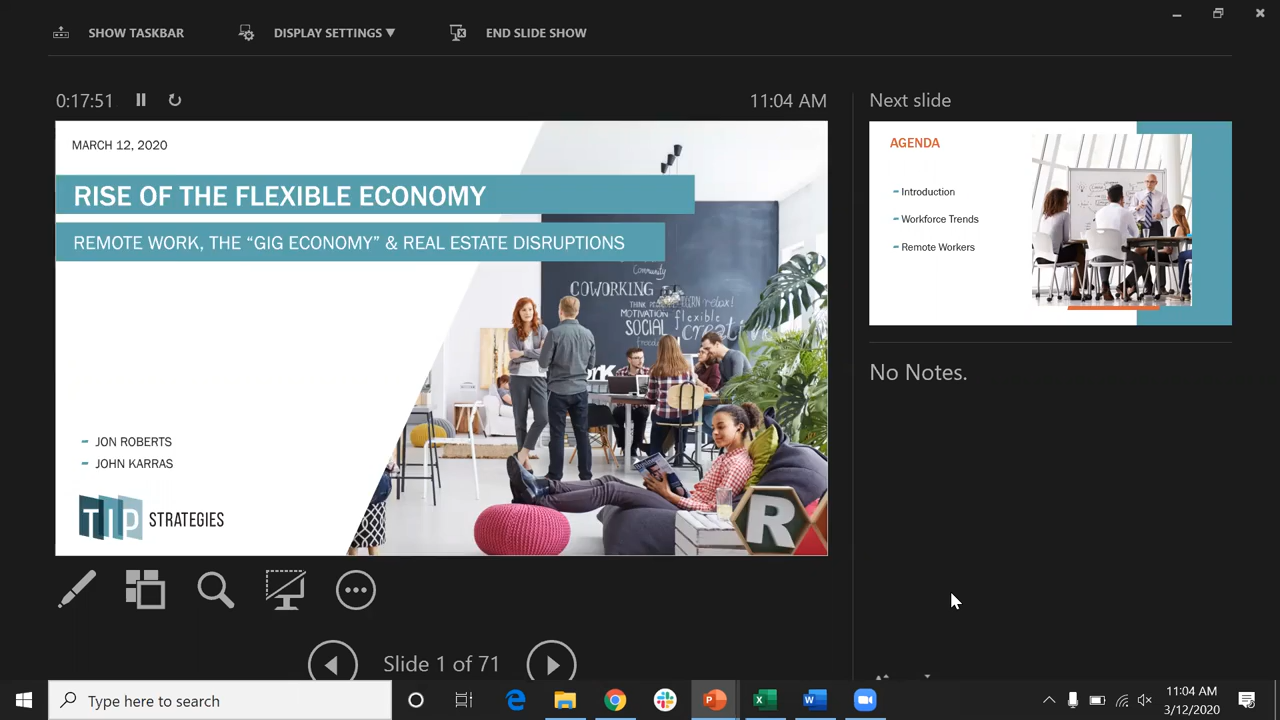 SHOW TASKBAR
DISPLAY SETTINGS ▼
END SLIDE SHOW
0:17:51
11:04 AM
Next slide
MARCH 12, 2020
RISE OF THE FLEXIBLE ECONOMY
REMOTE WORK, THE “GIG ECONOMY” & REAL ESTATE DISRUPTIONS
Community
COWORKING
MOTIVATION
SOCIAL
flexible
creative
JON ROBERTS
JOHN KARRAS
TIP STRATEGIES
R
AGENDA
Introduction
Workforce Trends
Remote Workers
No Notes.
Slide 1 of 71
Type here to search
11:04 AM
3/12/2020